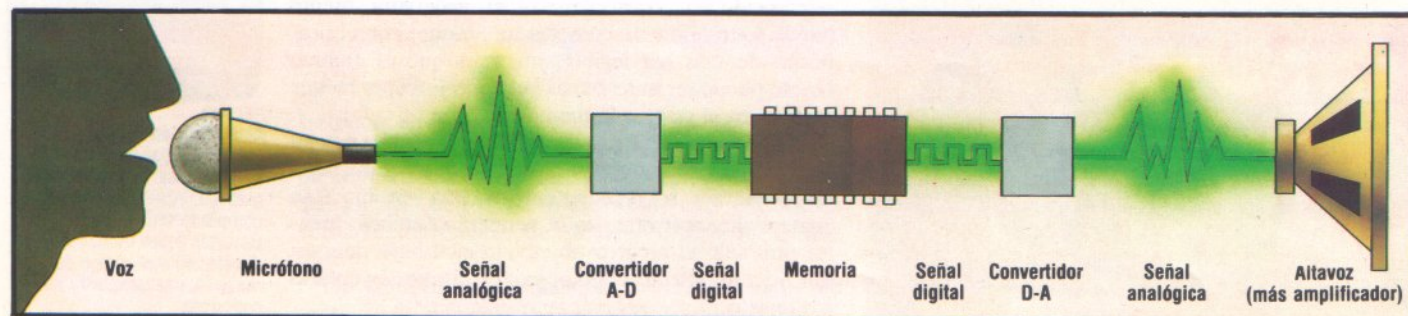 Voz
Micrófono
Señal
analógica
Convertidor
A-D
Señal
digital
Memoria
Señal
digital
Convertidor
D-A
Señal
analógica
Altavoz
(más amplificador)